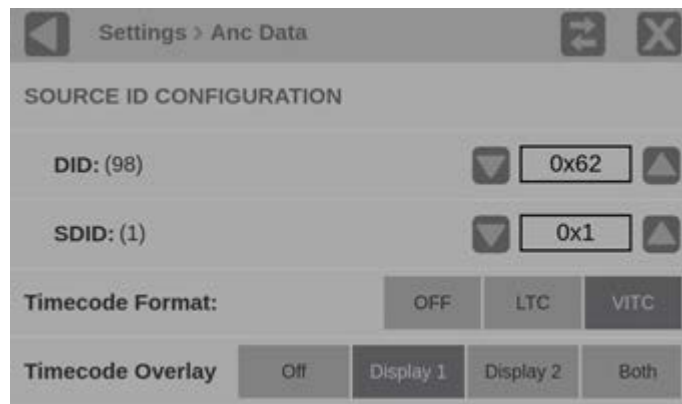 Settings > Anc Data
SOURCE ID CONFIGURATION
DID: (98) 0x62
SDID: (1) 0x1
Timecode Format: OFF LTC VITC
Timecode Overlay Off Display 1 Display 2 Both